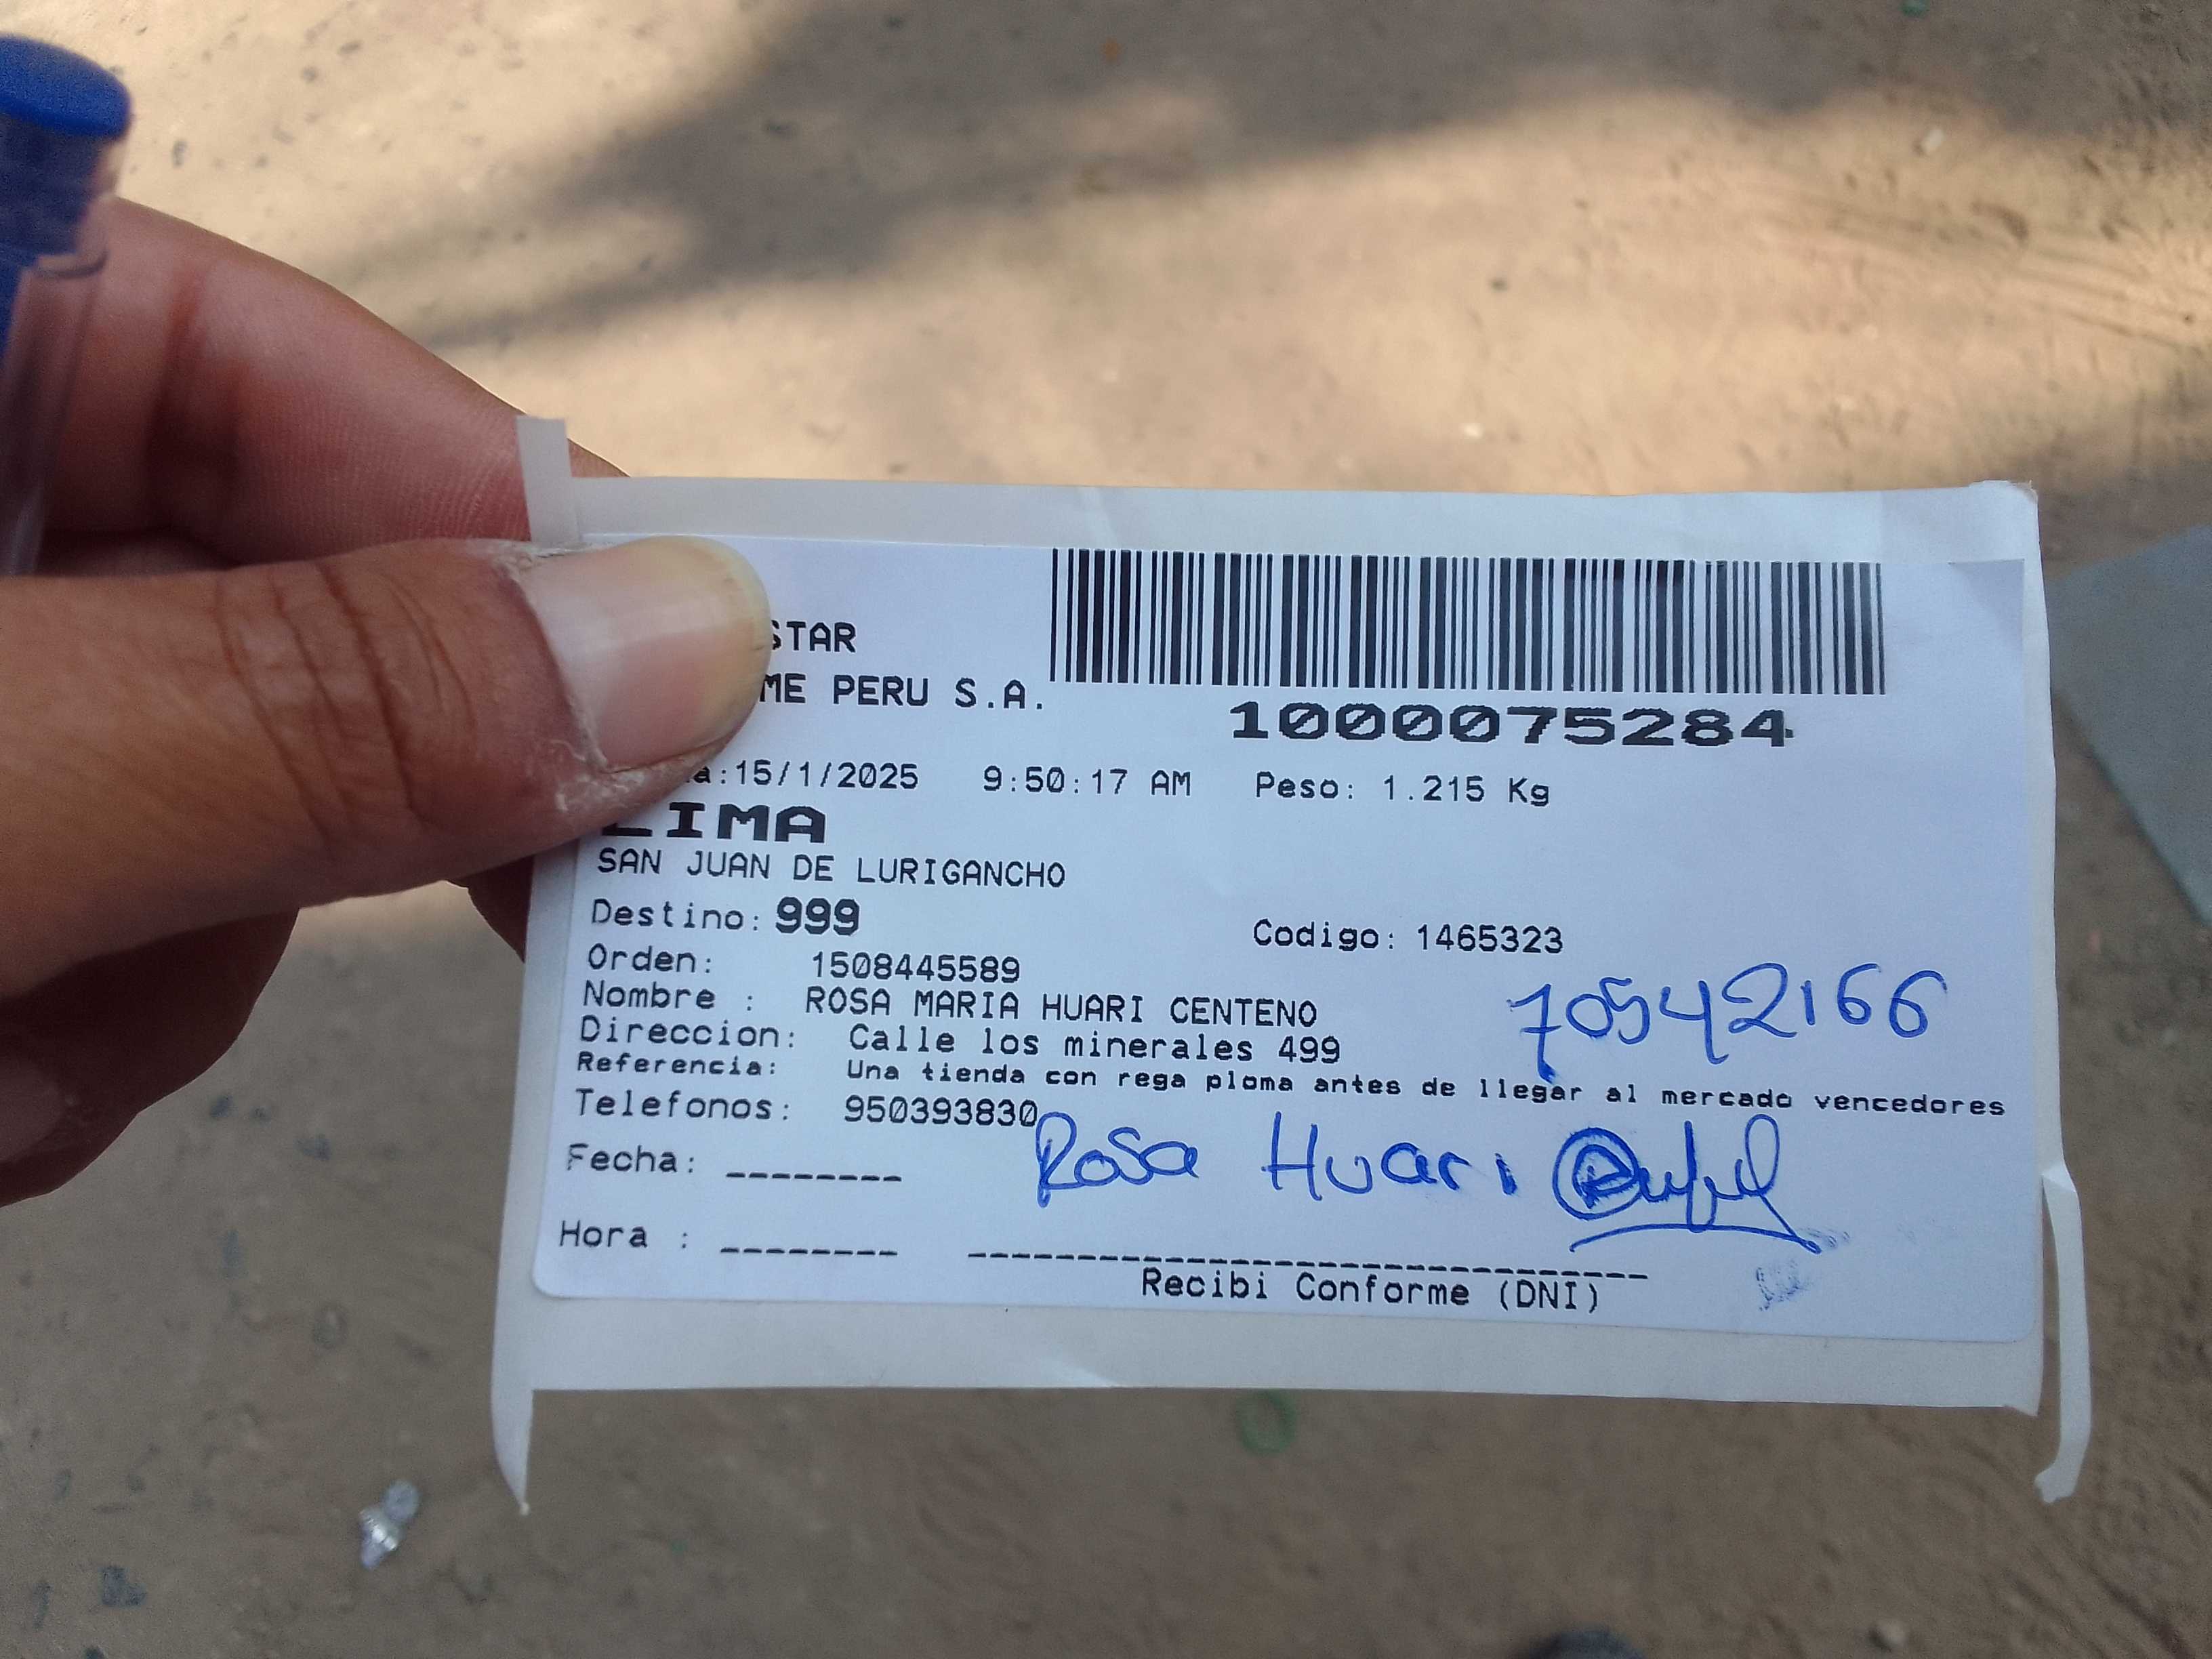 STAR
ME PERU S.A.
1000075284
a:15/1/2025 9:50:17 AM Peso: 1.215 Kg
LIMA
SAN JUAN DE LURIGANCHO
Destino: 999 Codigo: 1465323
Orden: 1508445589
70542166
Nombre : ROSA MARIA HUARI CENTENO
Direccion: Calle los minerales 499
Referencia: Una tienda con rega ploma antes de llegar al mercado vencedores
Telefonos: 950393830
Rosa Huari
Fecha: --------
Hora : --------
Recibi Conforme (DNI)